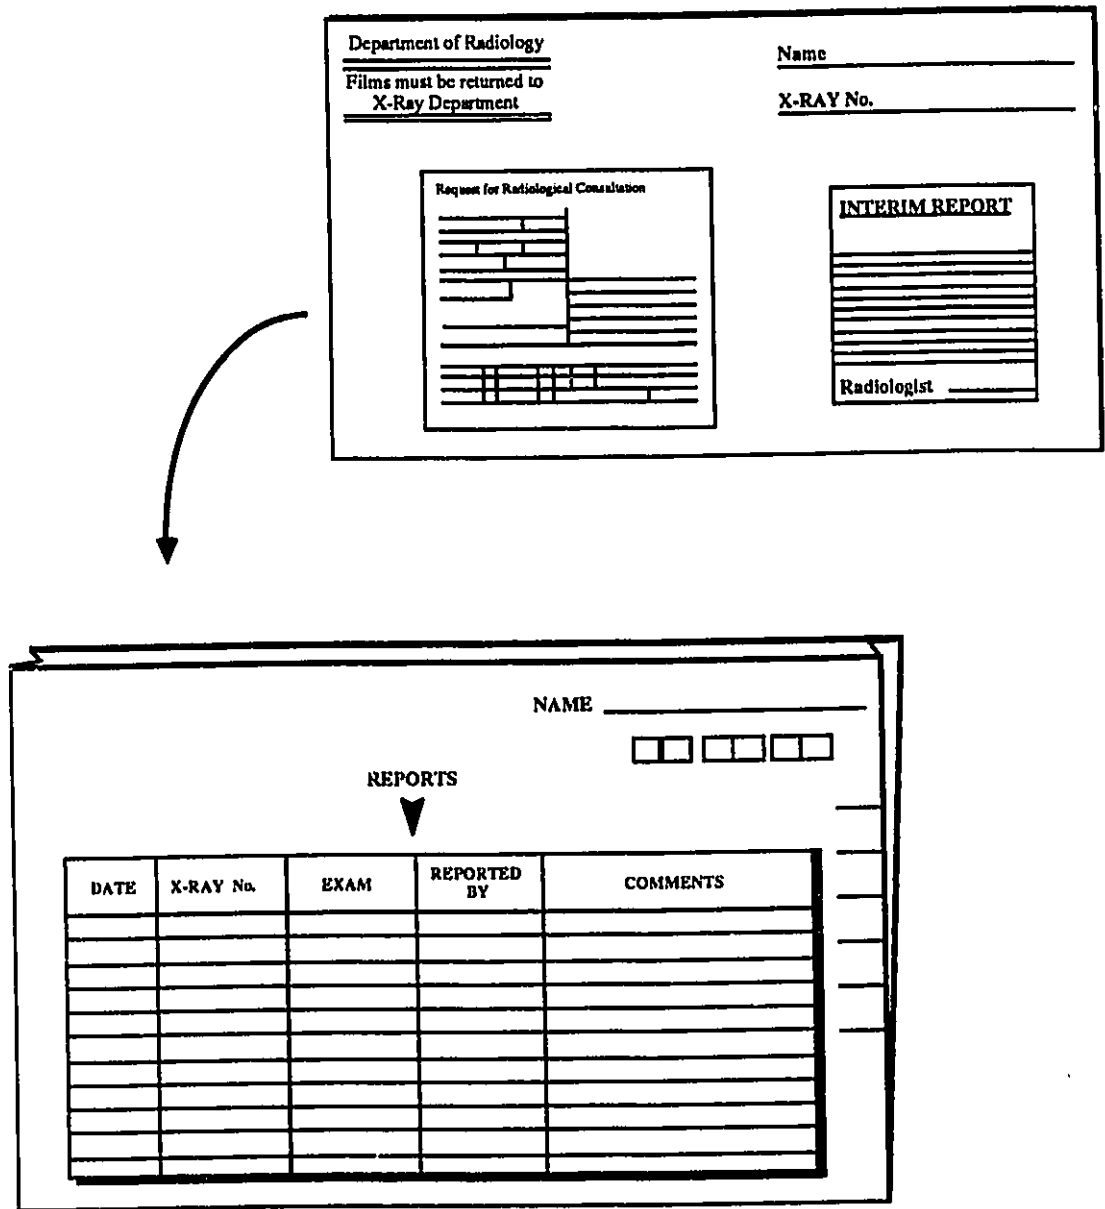 Department of Radiology
Films must be returned to
X-Ray Department
Name
X-RAY No.
Request for Radiological Consultation
INTERIM REPORT
Radiologist
NAME
REPORTS
DATE
X-RAY No.
EXAM
REPORTED
BY
COMMENTS